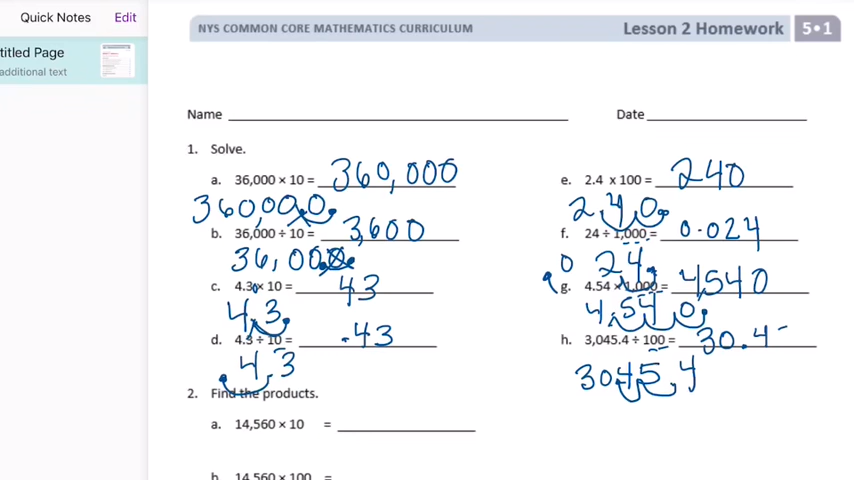 Quick Notes Edit
titled Page
additional text
NYS COMMON CORE MATHEMATICS CURRICULUM Lesson 2 Homework 5•1
Name Date
1. Solve.
a. 36,000 × 10 = 360,000
360,000.
b. 36,000 ÷ 10 = 3,600
36,000
c. 4.3 × 10 = 43
4.3
d. 4.3 ÷ 10 = .43
4.3
e. 2.4 x 100 = 240
2 4 0
f. 24 ÷ 1,000 = 0.024
0 24
g. 4.54 × 1,000 = 4,540
4.54 0
h. 3,045.4 ÷ 100 = 30.4
3045.4
2. Find the products.
a. 14,560 × 10 =
b. 14,560 × 100 =